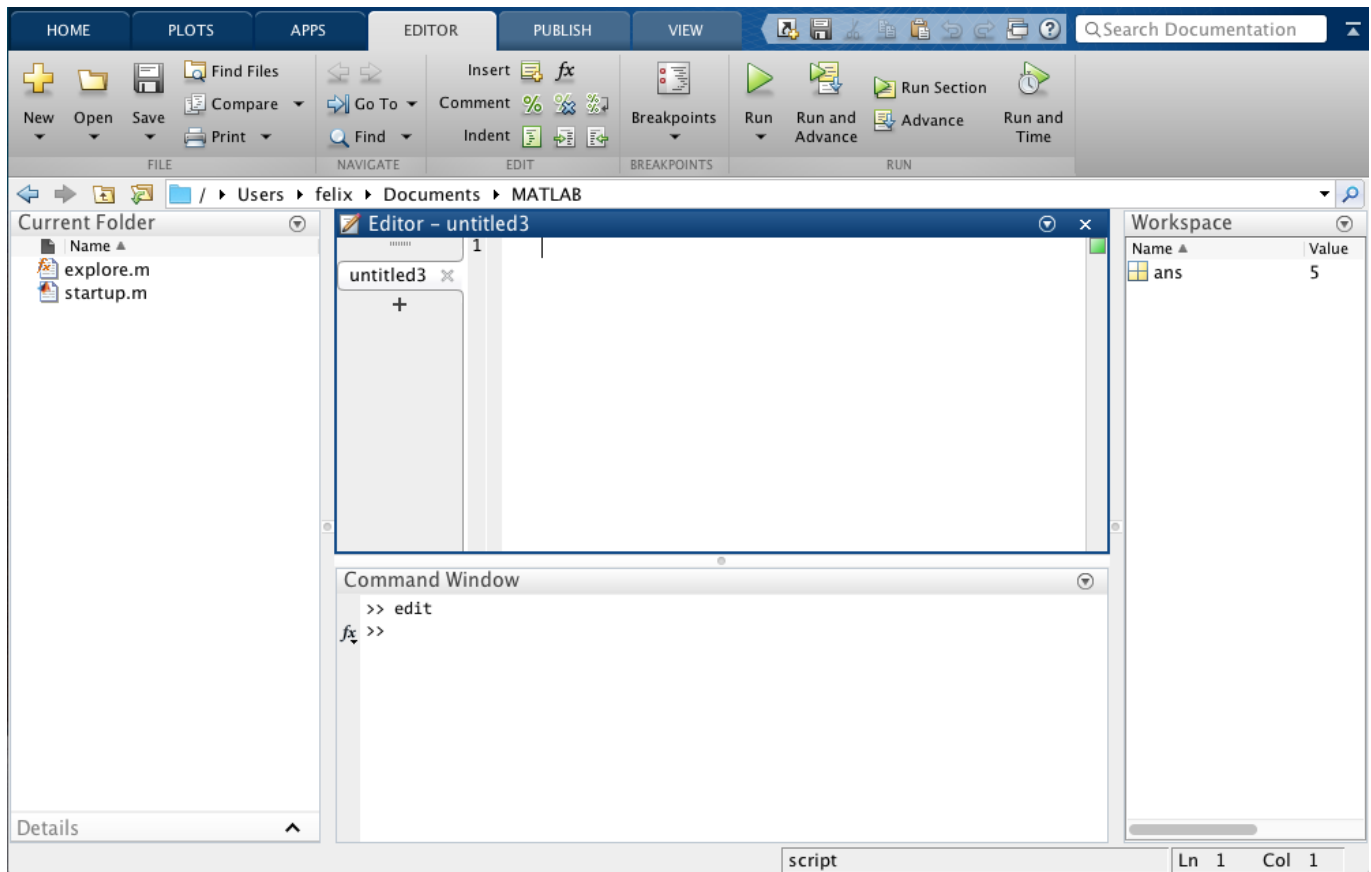 HOME PLOTS APPS EDITOR PUBLISH VIEW Search Documentation
New Open Save Find Files Compare Print
FILE
Go To Find
NAVIGATE
Insert fx
Comment
Indent
EDIT
Breakpoints
BREAKPOINTS
Run Run and Advance Run Section Advance Run and Time
RUN
/ Users felix Documents MATLAB
Current Folder
Name
explore.m
startup.m
Details
Editor – untitled3
untitled3
+
1
Command Window
>> edit
fx >>
Workspace
Name Value
ans 5
script Ln 1 Col 1